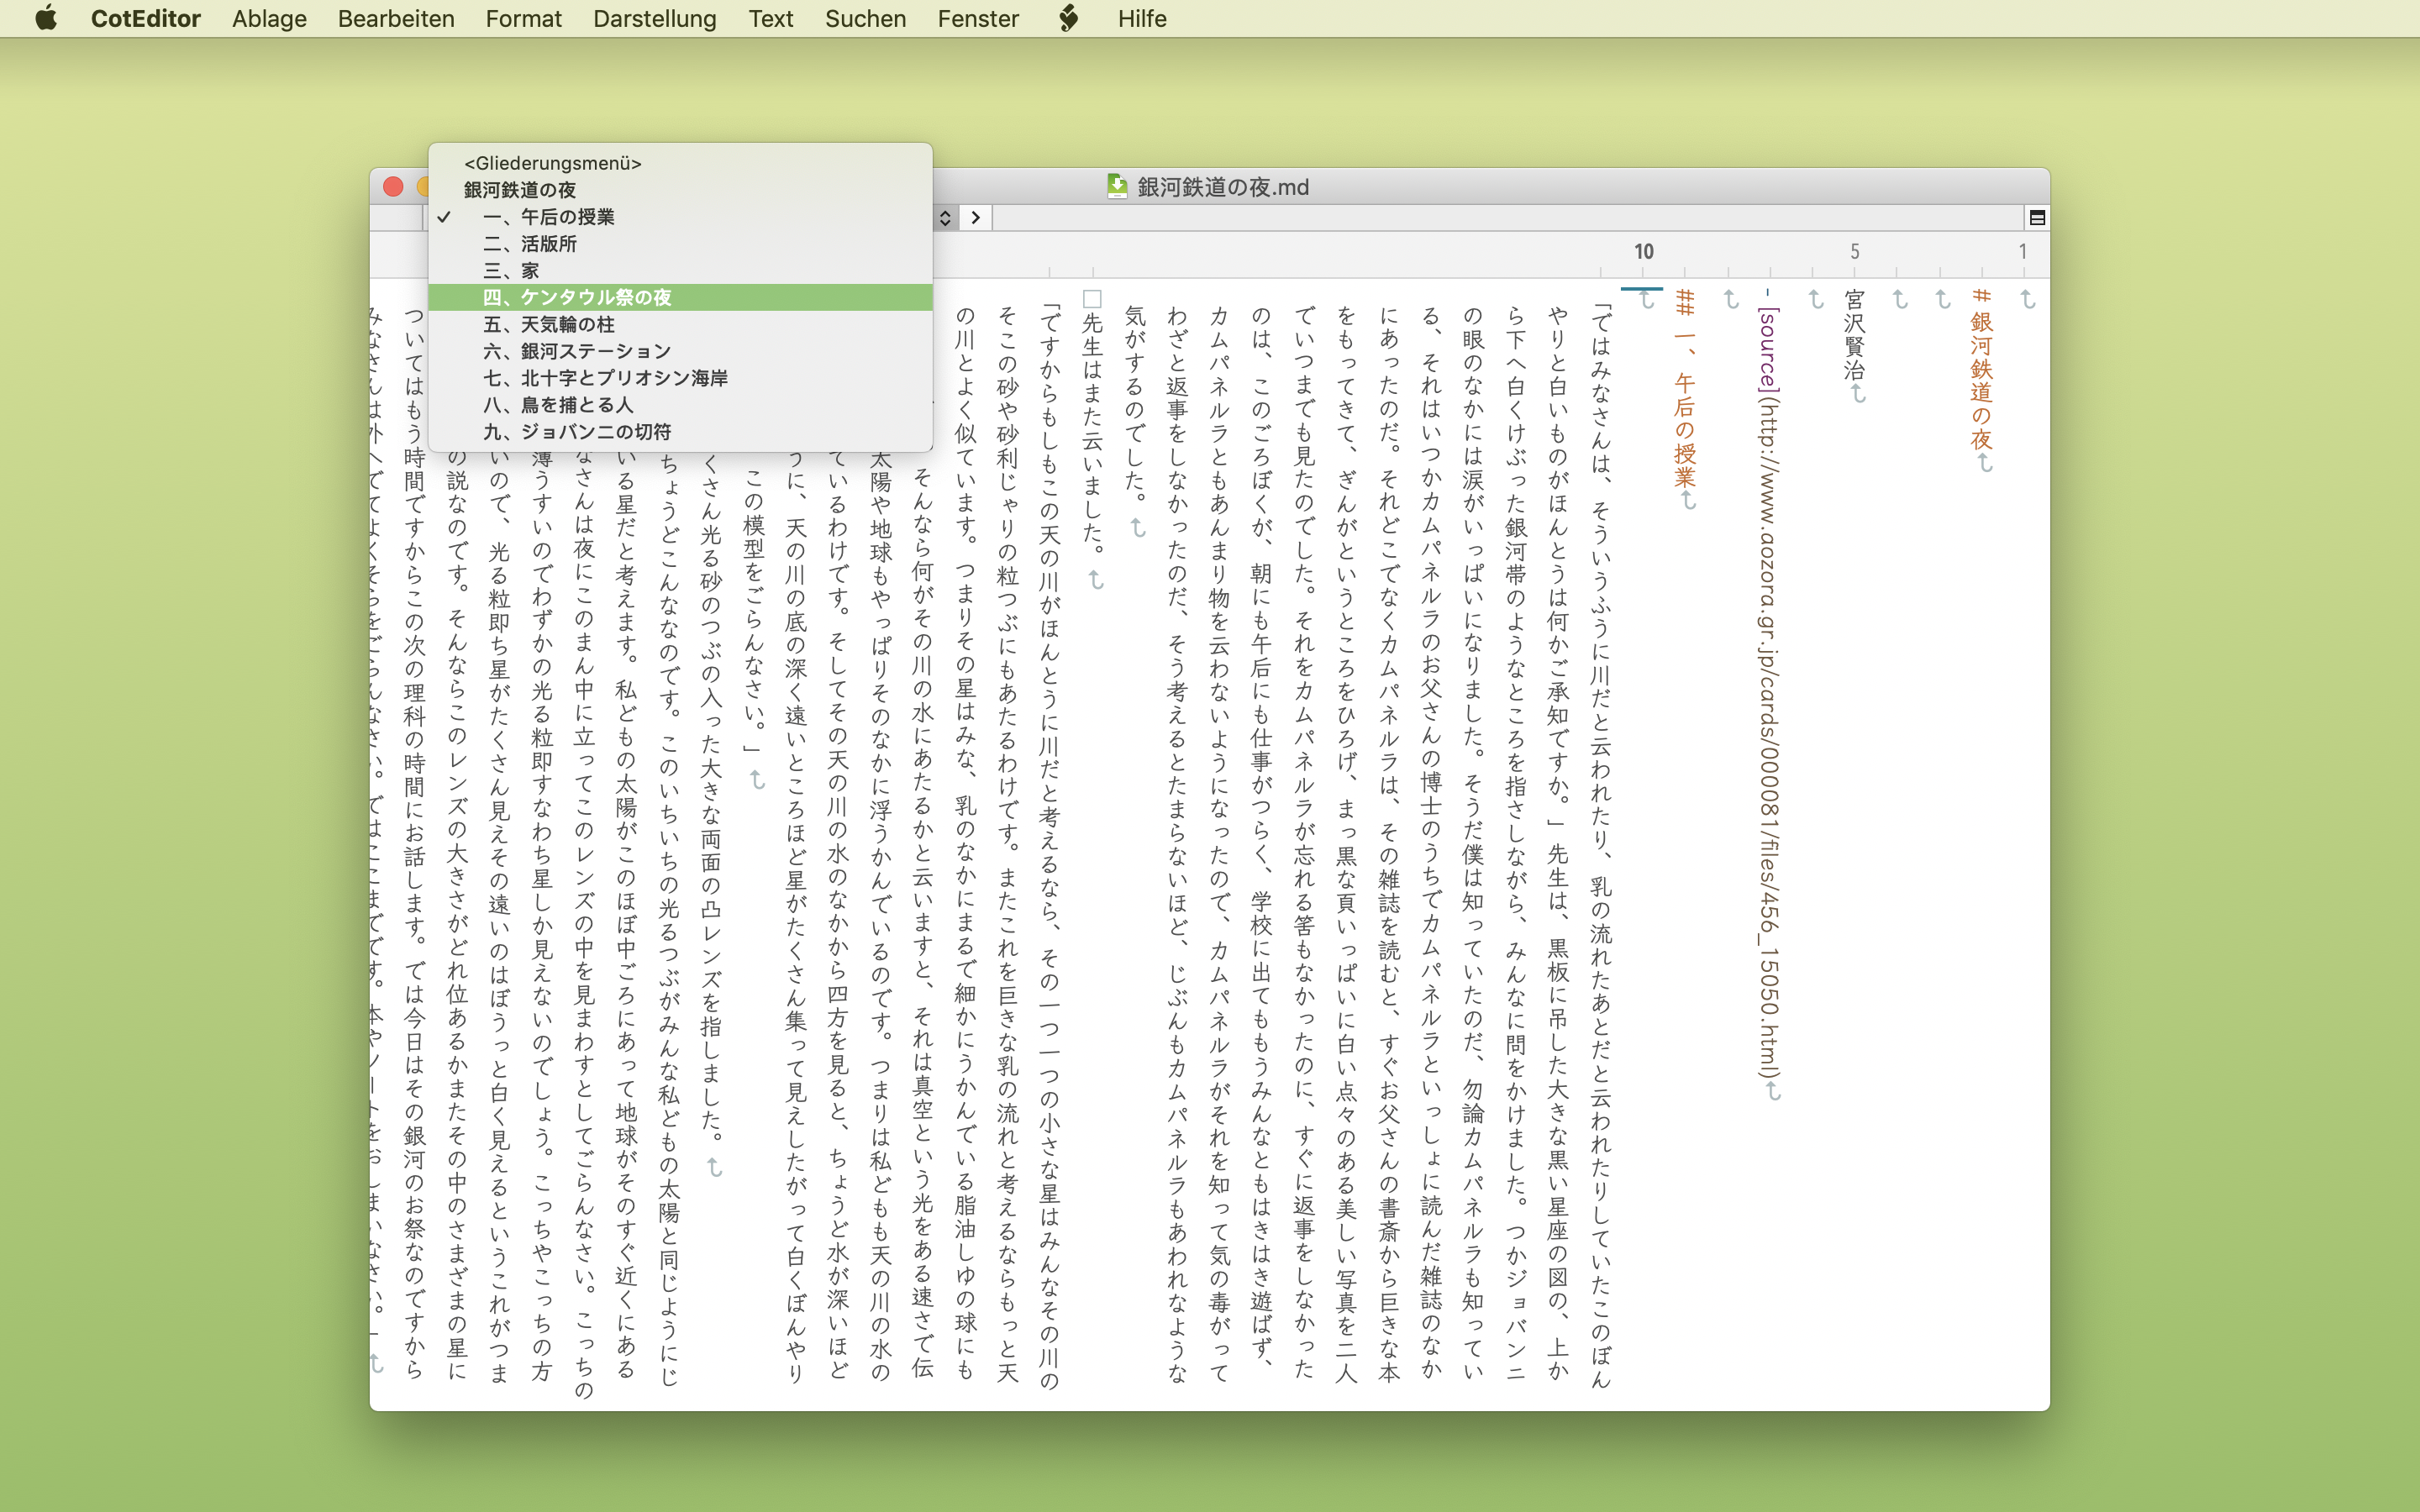 CotEditor Ablage Bearbeiten Format Darstellung Text Suchen Fenster Hilfe
<Gliederungsmenü>
銀河鉄道の夜
一、午后の授業
二、活版所
三、家
四、ケンタウル祭の夜
五、天気輪の柱
六、銀河ステーション
七、北十字とプリオシン海岸
八、鳥を捕とる人
九、ジョバンニの切符
銀河鉄道の夜.md
10 5 1
# 銀河鉄道の夜
宮沢賢治
- [source](http://www.aozora.gr.jp/cards/000081/files/456_15050.html)
## 一、午后の授業
「ではみなさんは、そういうふうに川だと云われたり、乳の流れたあとだと云われたりしていたこのぼん
やりと白いものがほんとうは何かご承知ですか。」先生は、黒板に吊した大きな黒い星座の図の、上か
ら下へ白くけぶった銀河帯のようなところを指さしながら、みんなに問をかけました。つかジョバンニ
の眼のなかには涙がいっぱいになりました。そうだ僕は知っていたのだ、勿論カムパネルラも知ってい
る、それはいつかカムパネルラのお父さんの博士のうちでカムパネルラといっしょに読んだ雑誌のなか
にあったのだ。それどこでなくカムパネルラは、その雑誌を読むと、すぐお父さんの書斎から巨きな本
をもってきて、ぎんがというところをひろげ、まっ黒な頁いっぱいに白い点々のある美しい写真を二人
でいつまでも見たのでした。それをカムパネルラが忘れる筈もなかったのに、すぐに返事をしなかった
のは、このごろぼくが、朝にも午后にも仕事がつらく、学校に出てももうみんなともはきはき遊ばず、
カムパネルラともあんまり物を云わないようになったので、カムパネルラがそれを知って気の毒がって
わざと返事をしなかったのだ、そう考えるとたまらないほど、じぶんもカムパネルラもあわれなような
気がするのでした。
先生はまた云いました。
「ですからもしもこの天の川がほんとうに川だと考えるなら、その一つ一つの小さな星はみんなその川の
そこの砂や砂利じゃりの粒つぶにもあたるわけです。またこれを巨きな乳の流れと考えるならもっと天
の川とよく似ています。つまりその星はみな、乳のなかにまるで細かにうかんでいる脂油しゆの球にも
そんなら何がその川の水にあたるかと云いますと、それは真空という光をある速さで伝
太陽や地球もやっぱりそのなかに浮うかんでいるのです。つまりは私どもも天の川の水の
ているわけです。そしてその天の川の水のなかから四方を見ると、ちょうど水が深いほど
うに、天の川の底の深く遠いところほど星がたくさん集って見えしたがって白くぼんやり
この模型をごらんなさい。」
くさん光る砂のつぶの入った大きな両面の凸レンズを指しました。
ちょうどこんななのです。このいちいちの光るつぶがみんな私どもの太陽と同じようにじ
いる星だと考えます。私どもの太陽がこのほぼ中ごろにあって地球がそのすぐ近くにある
なさんは夜にこのまん中に立ってこのレンズの中を見まわすとしてごらんなさい。こっちの
薄うすいのでわずかの光る粒即すなわち星しか見えないのでしょう。こっちやこっちの方
いので、光る粒即ち星がたくさん見えその遠いのはぼうっと白く見えるというこれがつま
の説なのです。そんならこのレンズの大きさがどれ位あるかまたその中のさまざまの星に
ついてはもう時間ですからこの次の理科の時間にお話します。では今日はその銀河のお祭なのですから
みなさんは外へでてよくそらをごらんなさい。ではここまでです。本やノートをおしまいなさい。」